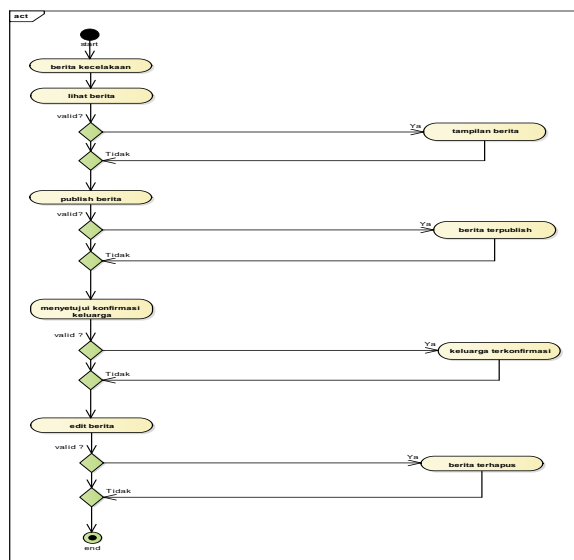 act
start
berita kecelakaan
lihat berita
valid?
Ya
tampilan berita
Tidak
publish berita
valid?
Ya
berita terpublish
Tidak
menyetujui konfirmasi
keluarga
valid ?
Ya
keluarga terkonfirmasi
Tidak
edit berita
valid ?
Ya
berita terhapus
Tidak
end